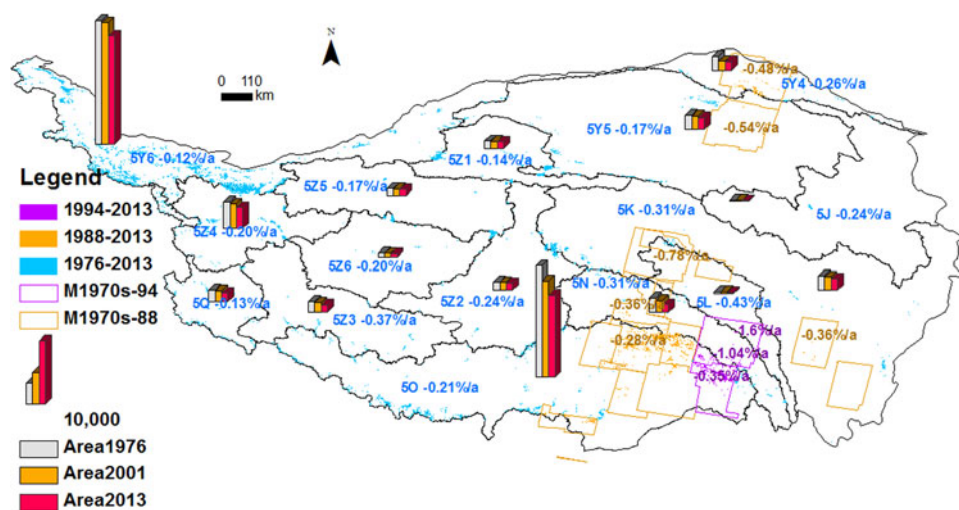 N
0 110
km
-0.48%/a
5Y4 -0.26%/a
5Y5 -0.17%/a
-0.54%/a
5Z1 -0.14%/a
5Y6 -0.12%/a
5Z5 -0.17%/a
5K -0.31%/a
5J -0.24%/a
5Z4 -0.20%/a
5Z6 -0.20%/a
-0.78%/a
5Q -0.13%/a
5Z3 -0.37%/a
5Z2 -0.24%/a
5N -0.31%/a
5L -0.43%/a
-0.36%/a
-0.28%/a
-1.6%/a
-1.04%/a
-0.35%/a
-0.36%/a
5O -0.21%/a
Legend
1994-2013
1988-2013
1976-2013
M1970s-94
M1970s-88
10,000
Area1976
Area2001
Area2013